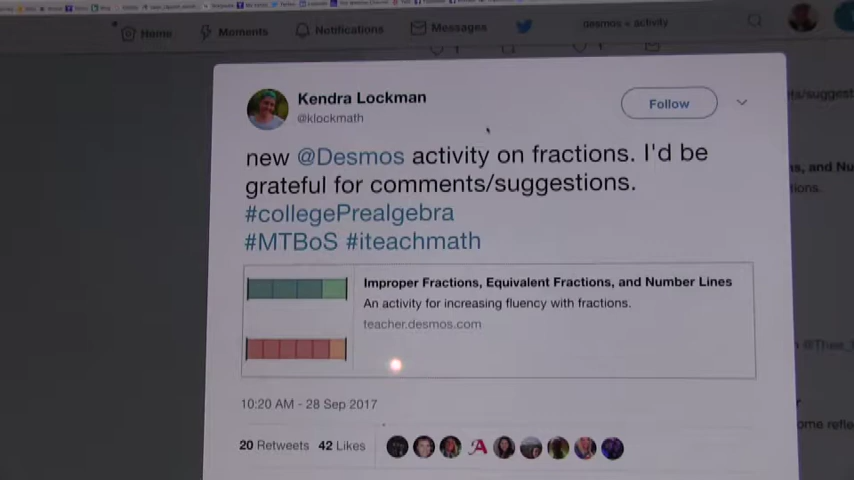 Home Moments Notifications Messages desmos + activity
Kendra Lockman
@klockmath
Follow
new @Desmos activity on fractions. I'd be
grateful for comments/suggestions.
#collegePrealgebra
#MTBoS #iteachmath
Improper Fractions, Equivalent Fractions, and Number Lines
An activity for increasing fluency with fractions.
teacher.desmos.com
10:20 AM - 28 Sep 2017
20 Retweets 42 Likes